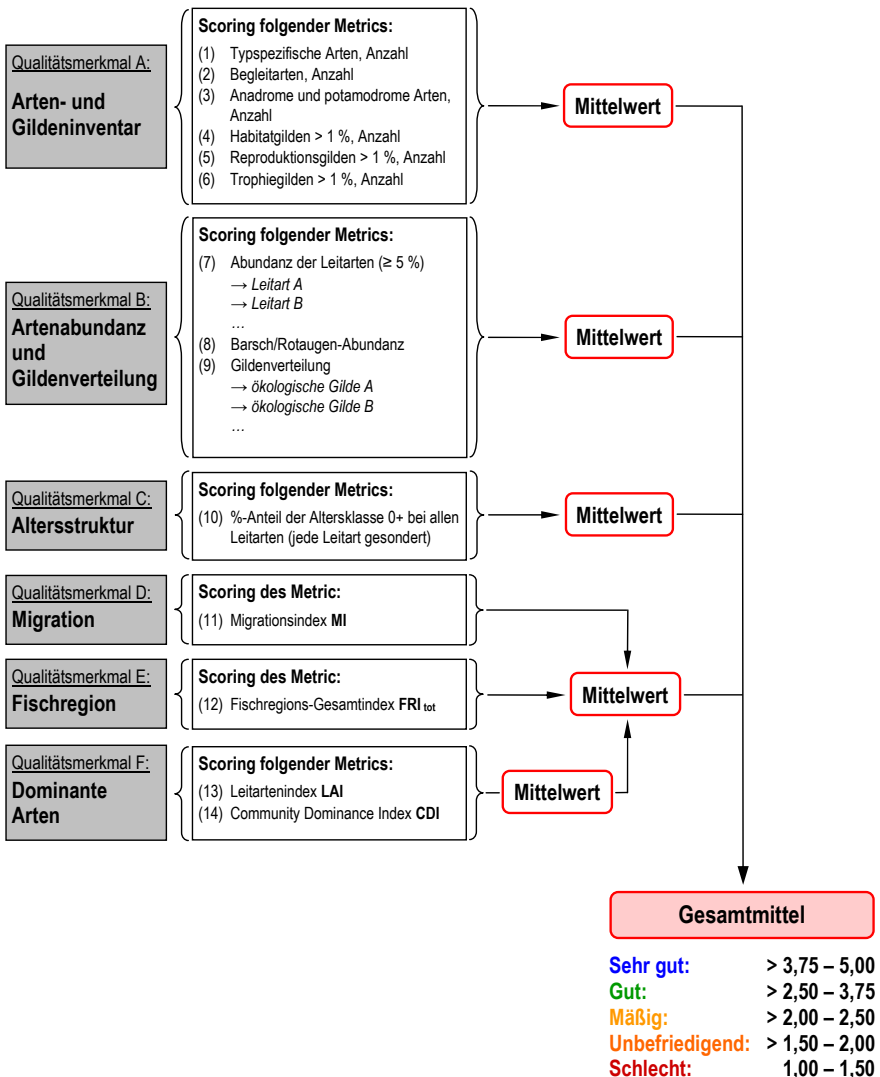 Qualitätsmerkmal A:
Arten- und
Gildeninventar
Scoring folgender Metrics:
(1) Typspezifische Arten, Anzahl
(2) Begleitarten, Anzahl
(3) Anadrome und potamodrome Arten,
Anzahl
(4) Habitatgilden > 1 %, Anzahl
(5) Reproduktionsgilden > 1 %, Anzahl
(6) Trophiegilden > 1 %, Anzahl
Mittelwert
Qualitätsmerkmal B:
Artenabundanz
und
Gildenverteilung
Scoring folgender Metrics:
(7) Abundanz der Leitarten (≥ 5 %)
→ Leitart A
→ Leitart B
…
(8) Barsch/Rotaugen-Abundanz
(9) Gildenverteilung
→ ökologische Gilde A
→ ökologische Gilde B
…
Mittelwert
Qualitätsmerkmal C:
Altersstruktur
Scoring folgender Metrics:
(10) %-Anteil der Altersklasse 0+ bei allen
Leitarten (jede Leitart gesondert)
Mittelwert
Qualitätsmerkmal D:
Migration
Scoring des Metric:
(11) Migrationsindex MI
Qualitätsmerkmal E:
Fischregion
Scoring des Metric:
(12) Fischregions-Gesamtindex FRI tot
Mittelwert
Qualitätsmerkmal F:
Dominante
Arten
Scoring folgender Metrics:
(13) Leitartenindex LAI
(14) Community Dominance Index CDI
Mittelwert
Gesamtmittel
Sehr gut: > 3,75 – 5,00
Gut: > 2,50 – 3,75
Mäßig: > 2,00 – 2,50
Unbefriedigend: > 1,50 – 2,00
Schlecht: 1,00 – 1,50